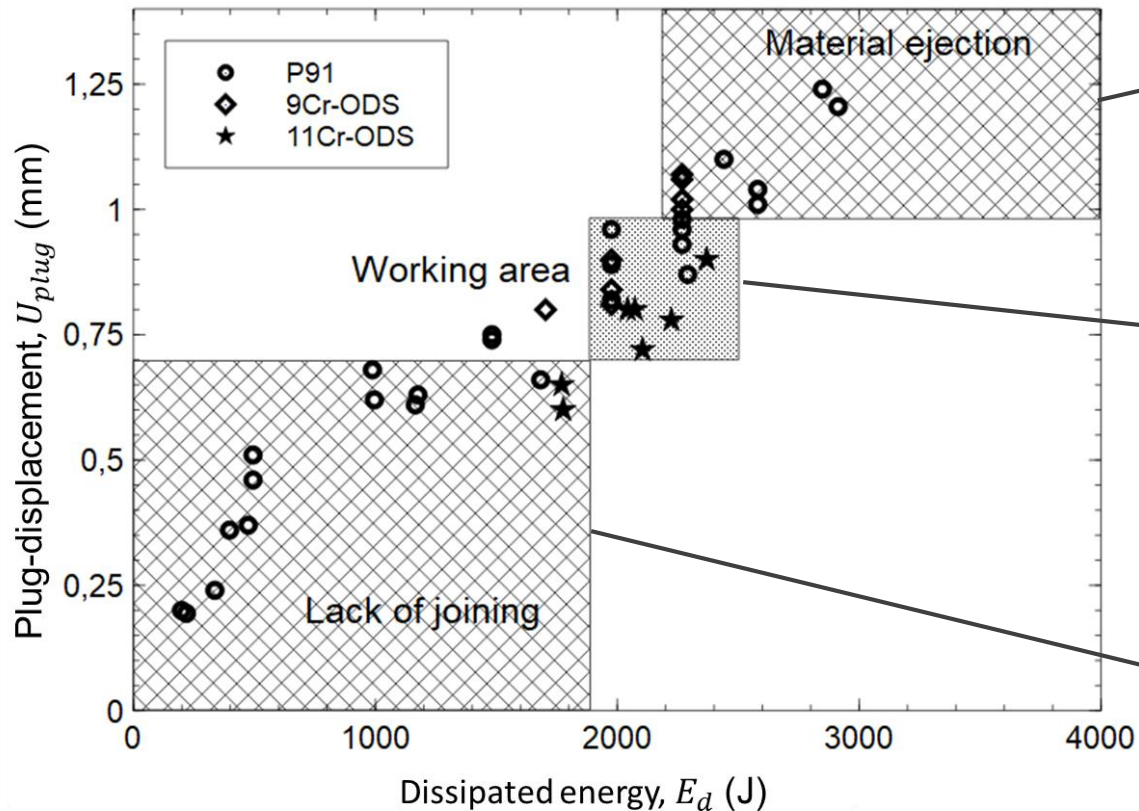 Material ejection
P91
9Cr-ODS
11Cr-ODS
Working area
Lack of joining
Plug-displacement, U_plug (mm)
1,25
1
0,75
0,5
0,25
0
0 1000 2000 3000 4000
Dissipated energy, E_d (J)